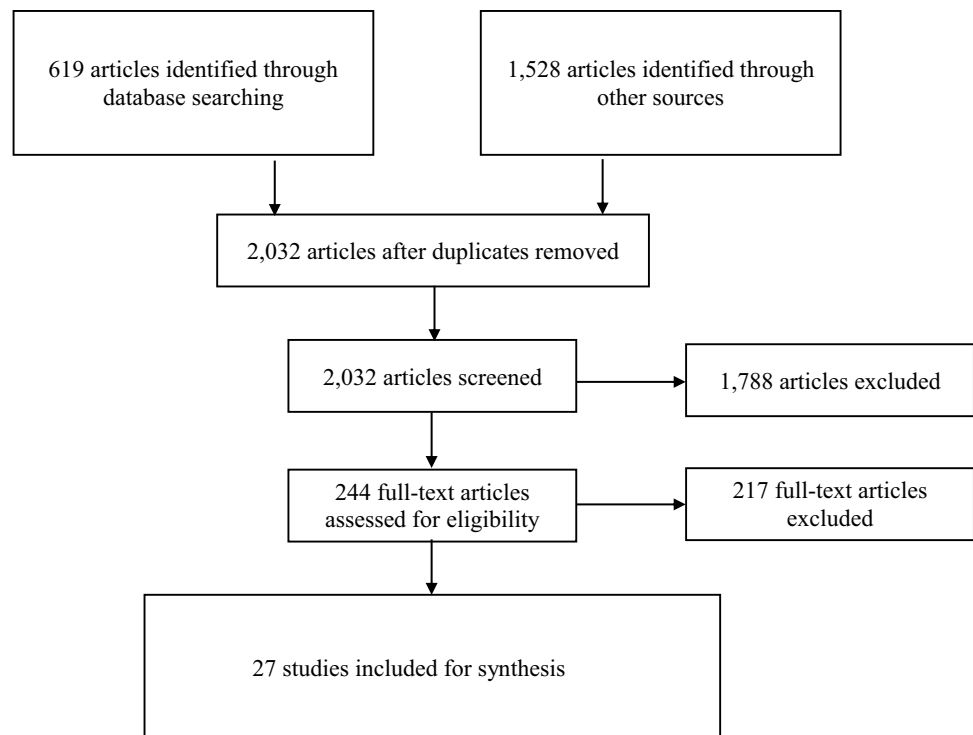 619 articles identified through
database searching
1,528 articles identified through
other sources
2,032 articles after duplicates removed
2,032 articles screened
1,788 articles excluded
244 full-text articles
assessed for eligibility
217 full-text articles
excluded
27 studies included for synthesis